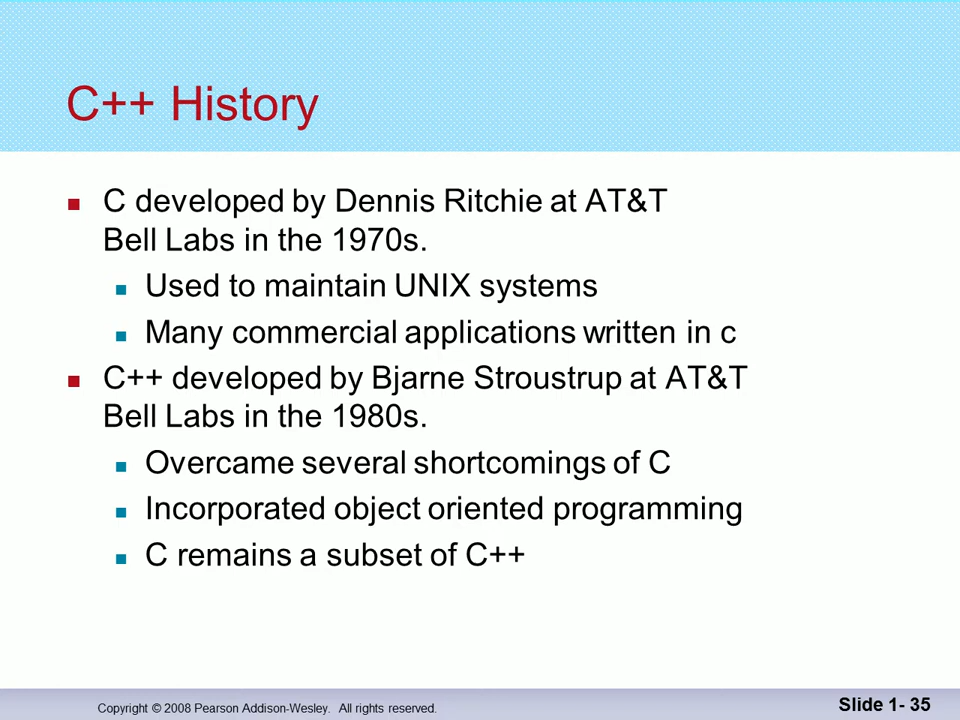 C++ History
C developed by Dennis Ritchie at AT&T
Bell Labs in the 1970s.
Used to maintain UNIX systems
Many commercial applications written in c
C++ developed by Bjarne Stroustrup at AT&T
Bell Labs in the 1980s.
Overcame several shortcomings of C
Incorporated object oriented programming
C remains a subset of C++
Copyright © 2008 Pearson Addison-Wesley. All rights reserved.
Slide 1- 35